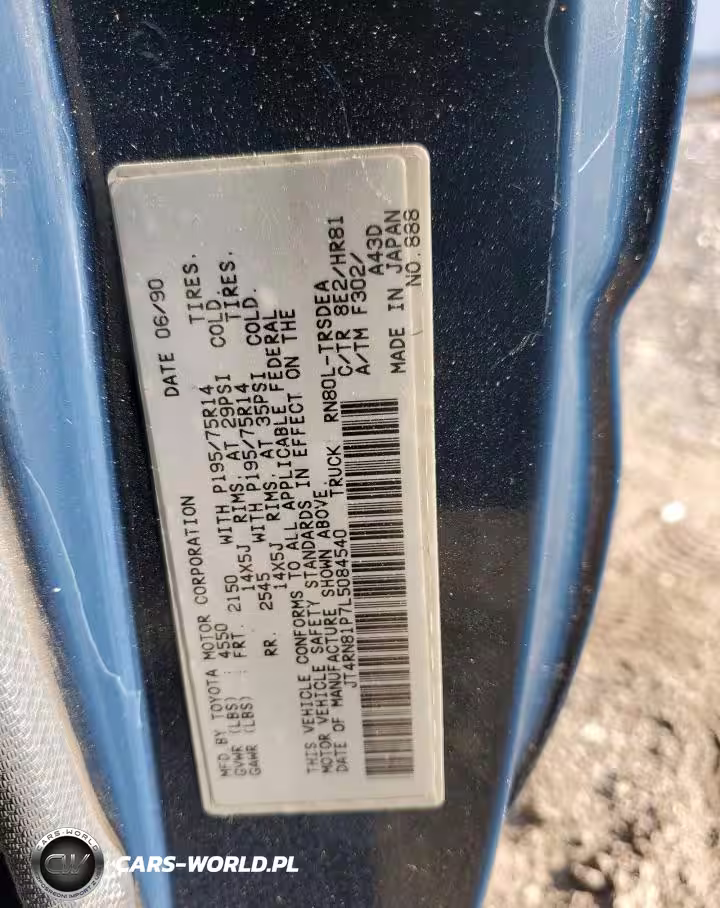 MFD. BY TOYOTA MOTOR CORPORATION DATE 06/90
GVWR (LBS) : 4550
GAWR (LBS) : FRT. 2150 WITH P195/75R14 TIRES.
14X5J RIMS. AT 29PSI COLD.
RR. 2545 WITH P195/75R14 TIRES.
14X5J RIMS. AT 35PSI COLD.
THIS VEHICLE CONFORMS TO ALL APPLICABLE FEDERAL
MOTOR VEHICLE SAFETY STANDARDS IN EFFECT ON THE
DATE OF MANUFACTURE SHOWN ABOVE.
JT4RN81P7L5084540 TRUCK RN80L-TRSDEA
C/TR 8E2/HR81
A/TM F302/
A43D
MADE IN JAPAN
NO.888
CARS-WORLD
CW
CARS-WORLD.PL